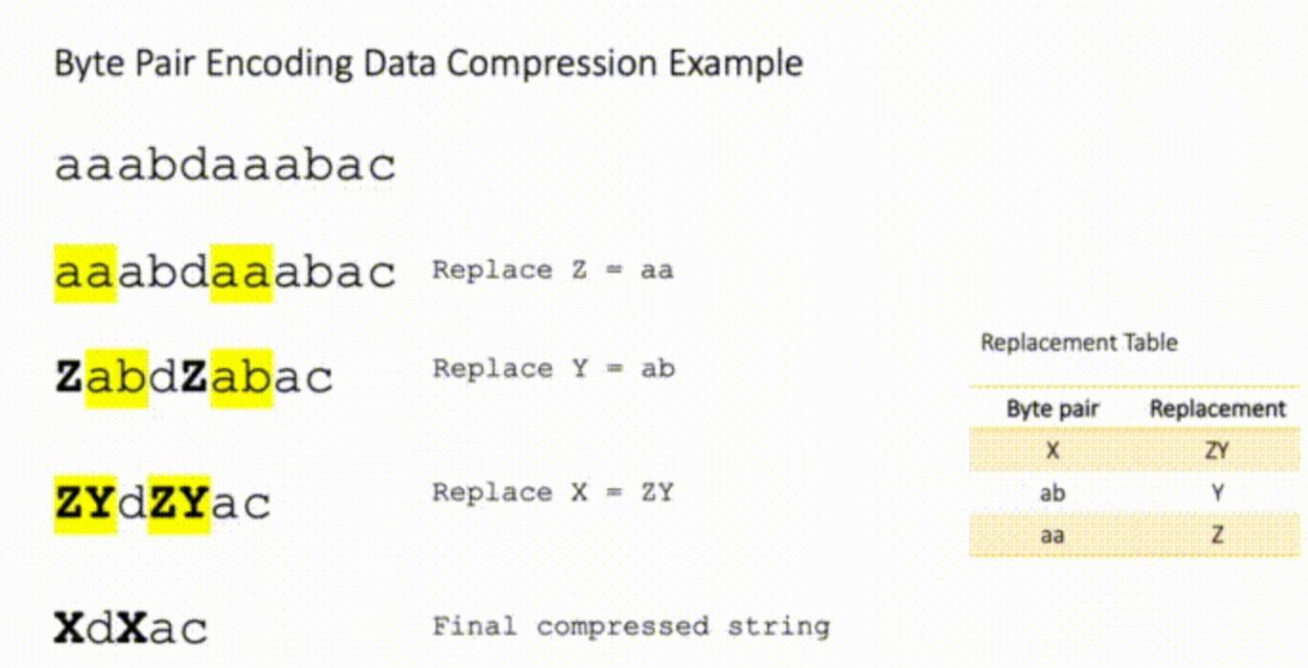 Byte Pair Encoding Data Compression Example
aaabdaaabac
aaabdaaabac Replace Z = aa
ZabdZabac Replace Y = ab
ZYdZYac Replace X = ZY
XdXac Final compressed string
Replacement Table
Byte pair Replacement
X ZY
ab Y
aa Z